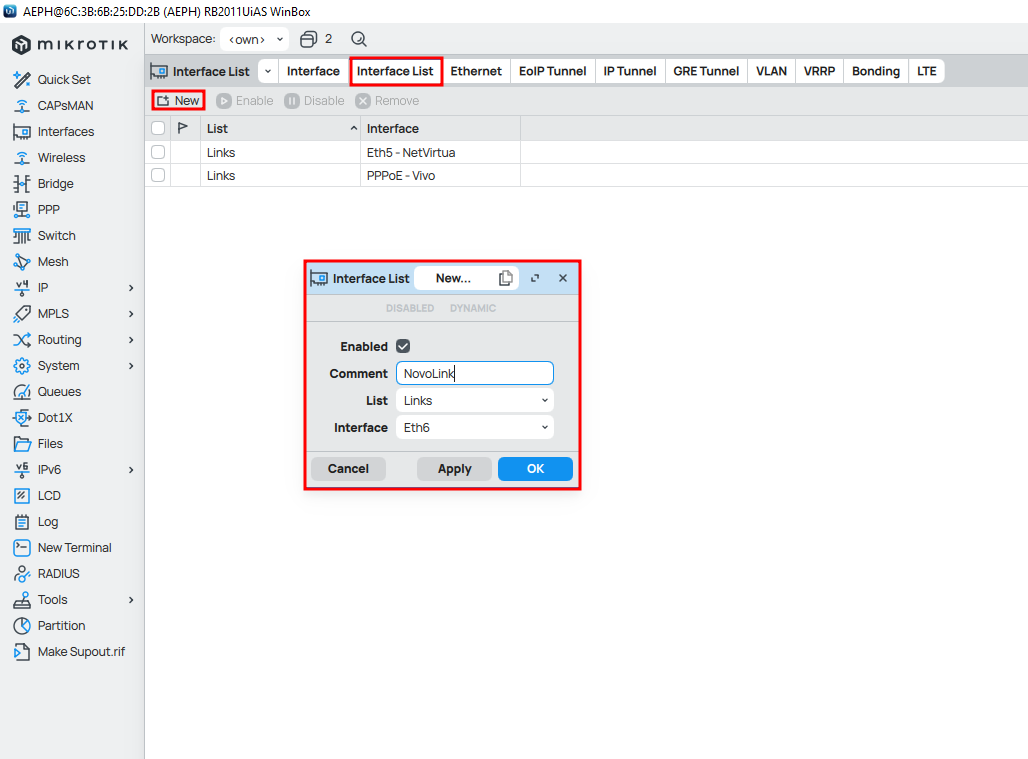 AEPH@6C:3B:6B:25:DD:2B (AEPH) RB2011UiAS WinBox
MikroTik
Workspace: <own> 2
Interface List Interface Interface List Ethernet EoIP Tunnel IP Tunnel GRE Tunnel VLAN VRRP Bonding LTE
New Enable Disable Remove
List Interface
Links Eth5 - NetVirtua
Links PPPoE - Vivo
Quick Set
CAPsMAN
Interfaces
Wireless
Bridge
PPP
Switch
Mesh
IP
MPLS
Routing
System
Queues
Dot1X
Files
IPv6
LCD
Log
New Terminal
RADIUS
Tools
Partition
Make Supout.rif
Interface List New...
DISABLED DYNAMIC
Enabled
Comment NovoLink
List Links
Interface Eth6
Cancel Apply OK